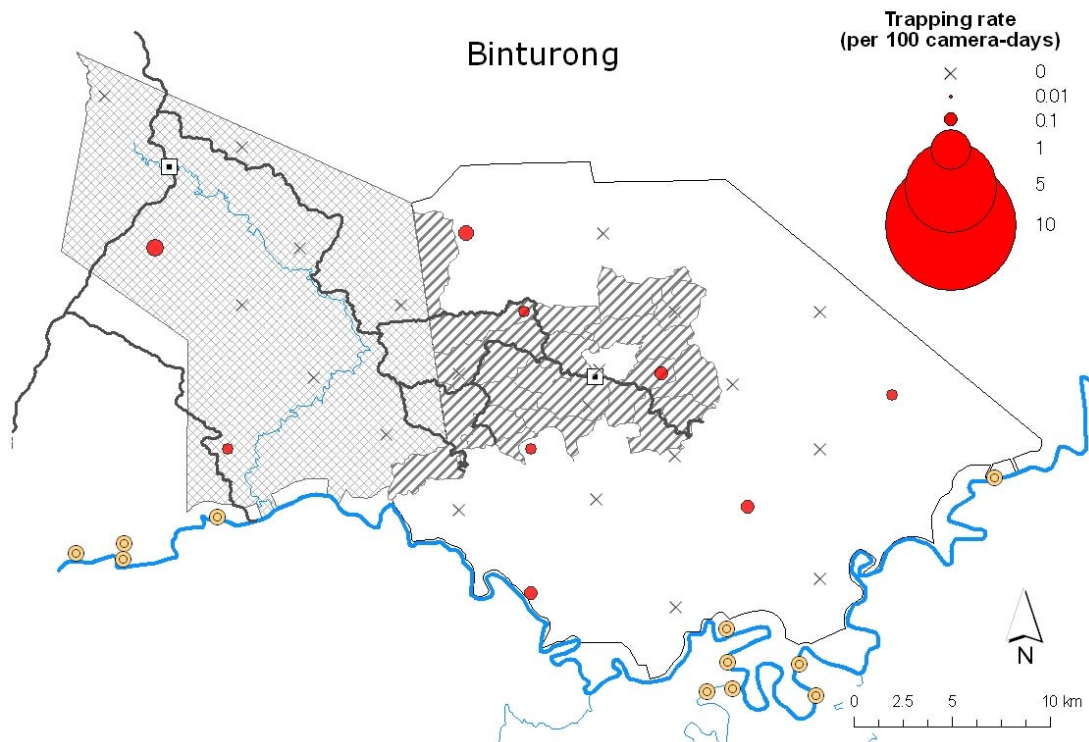 Binturong
Trapping rate
(per 100 camera-days)
0
0.01
0.1
1
5
10
N
0 2.5 5 10 km